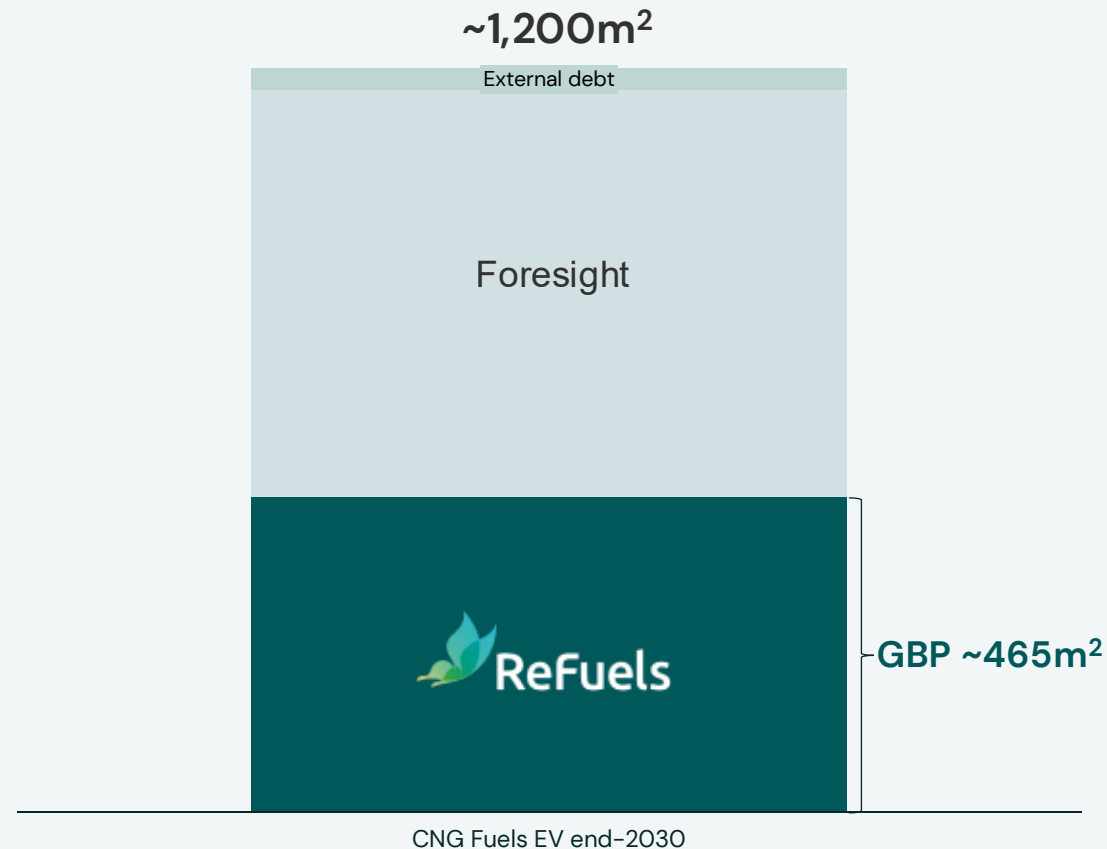 ~1,200m²
External debt
Foresight
ReFuels
GBP ~465m²
CNG Fuels EV end-2030